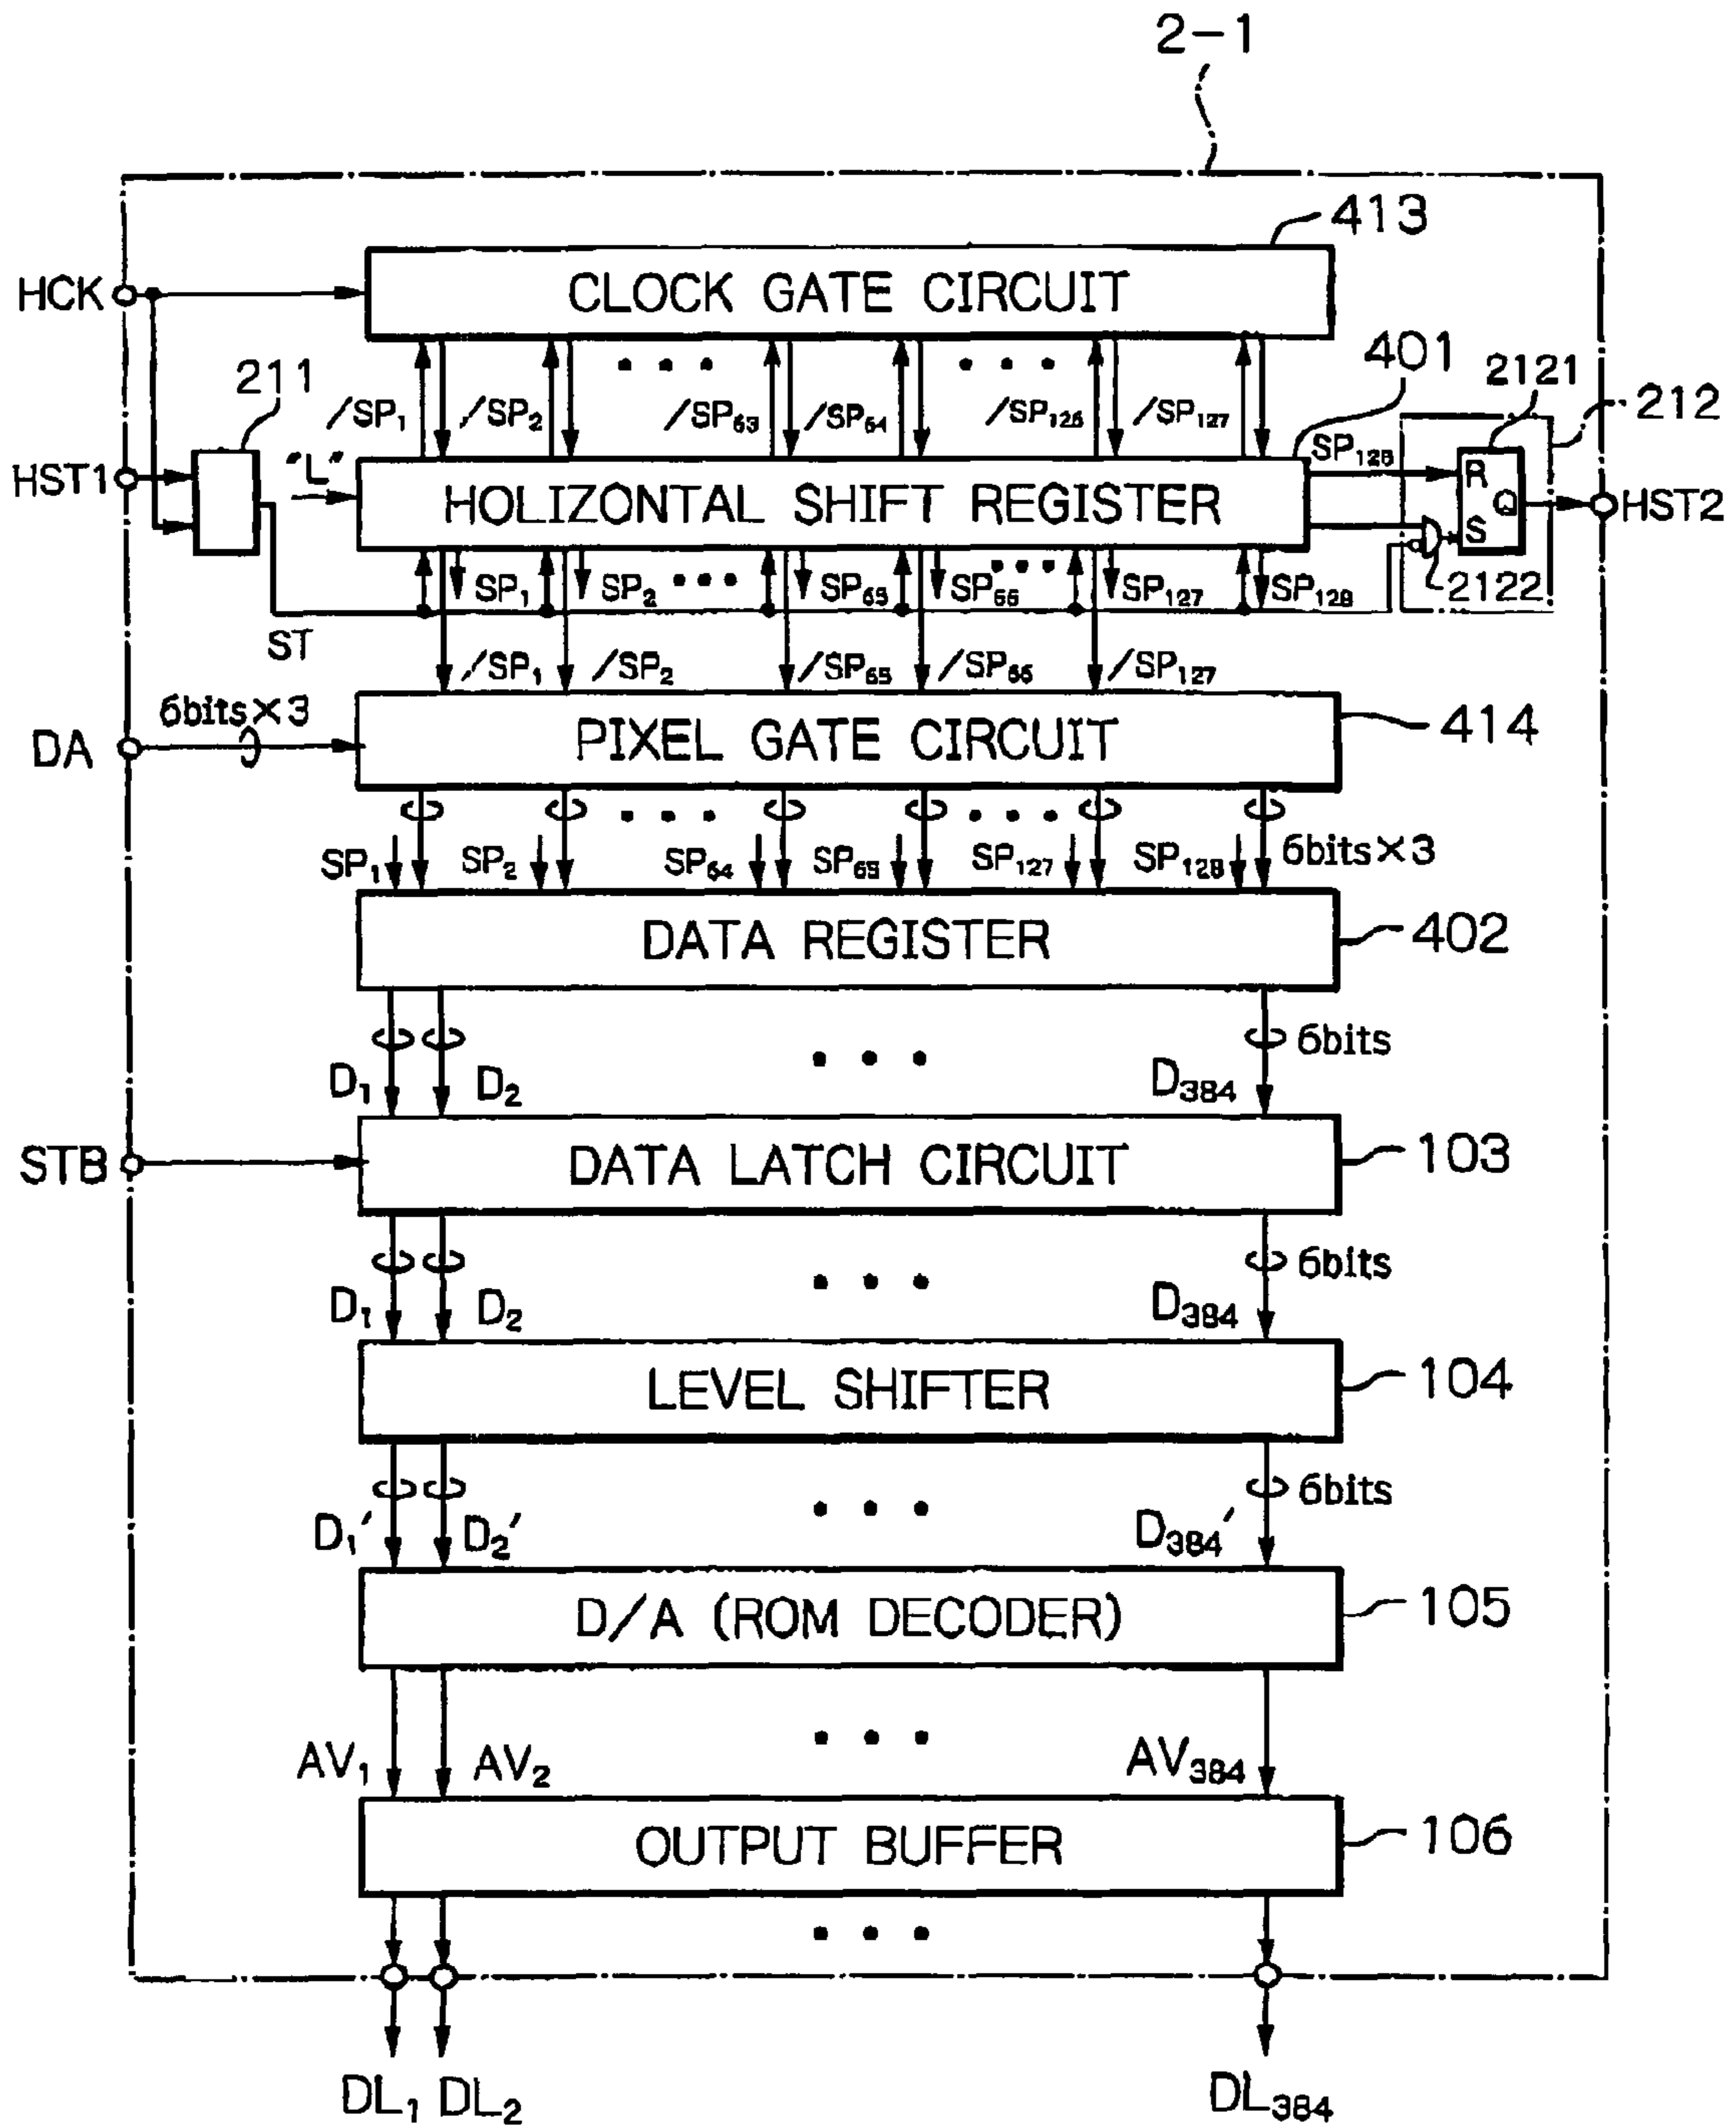 2-1
413
HCK
CLOCK GATE CIRCUIT
401
211
2121
212
/SP1 /SP2 /SP63 /SP64 /SP126 /SP127
SP128
HST1
"L"
HOLIZONTAL SHIFT REGISTER
R
Q
S
HST2
SP1 SP2 SP65 SP66 SP127 SP128
2122
ST
/SP1 /SP2 /SP65 /SP66 /SP127
6bits×3
DA
PIXEL GATE CIRCUIT
414
SP1 SP2 SP64 SP65 SP127 SP128 6bits×3
DATA REGISTER
402
6bits
D1 D2 D384
STB
DATA LATCH CIRCUIT
103
6bits
D1 D2 D384
LEVEL SHIFTER
104
6bits
D1' D2' D384'
D/A (ROM DECODER)
105
AV1 AV2 AV384
OUTPUT BUFFER
106
DL1 DL2 DL384